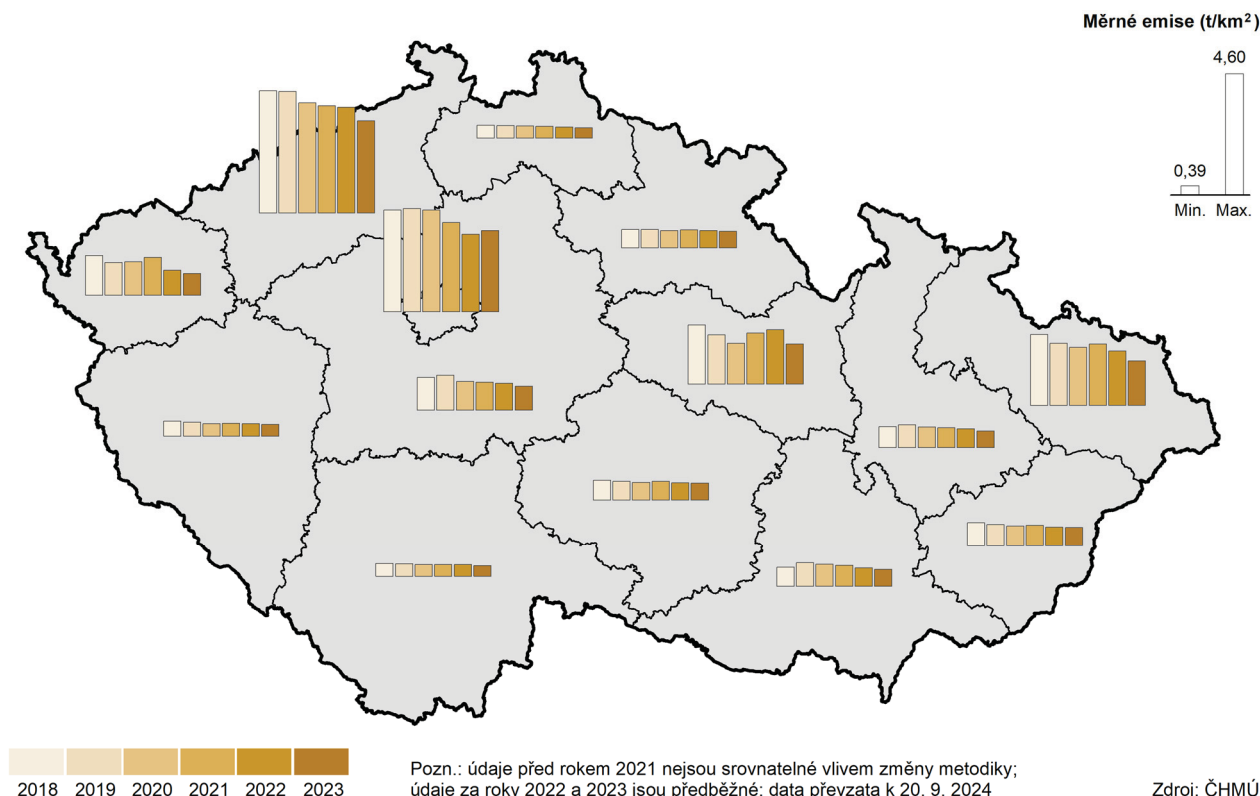 Měrné emise (t/km²)
4,60
0,39
Min. Max.
2018 2019 2020 2021 2022 2023
Pozn.: údaje před rokem 2021 nejsou srovnatelné vlivem změny metodiky;
údaje za roky 2022 a 2023 jsou předběžné; data převzata k 20. 9. 2024
Zdroj: ČHMÚ